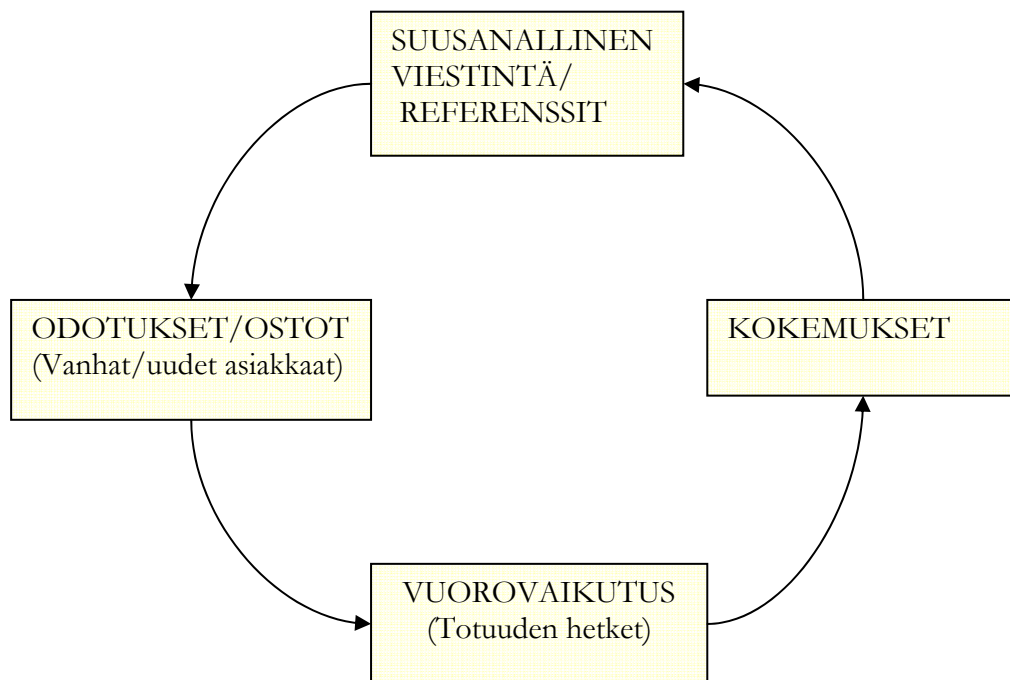 SUUSANALLINEN
VIESTINTÄ/
REFERENSSIT
ODOTUKSET/OSTOT
(Vanhat/uudet asiakkaat)
KOKEMUKSET
VUOROVAIKUTUS
(Totuuden hetket)